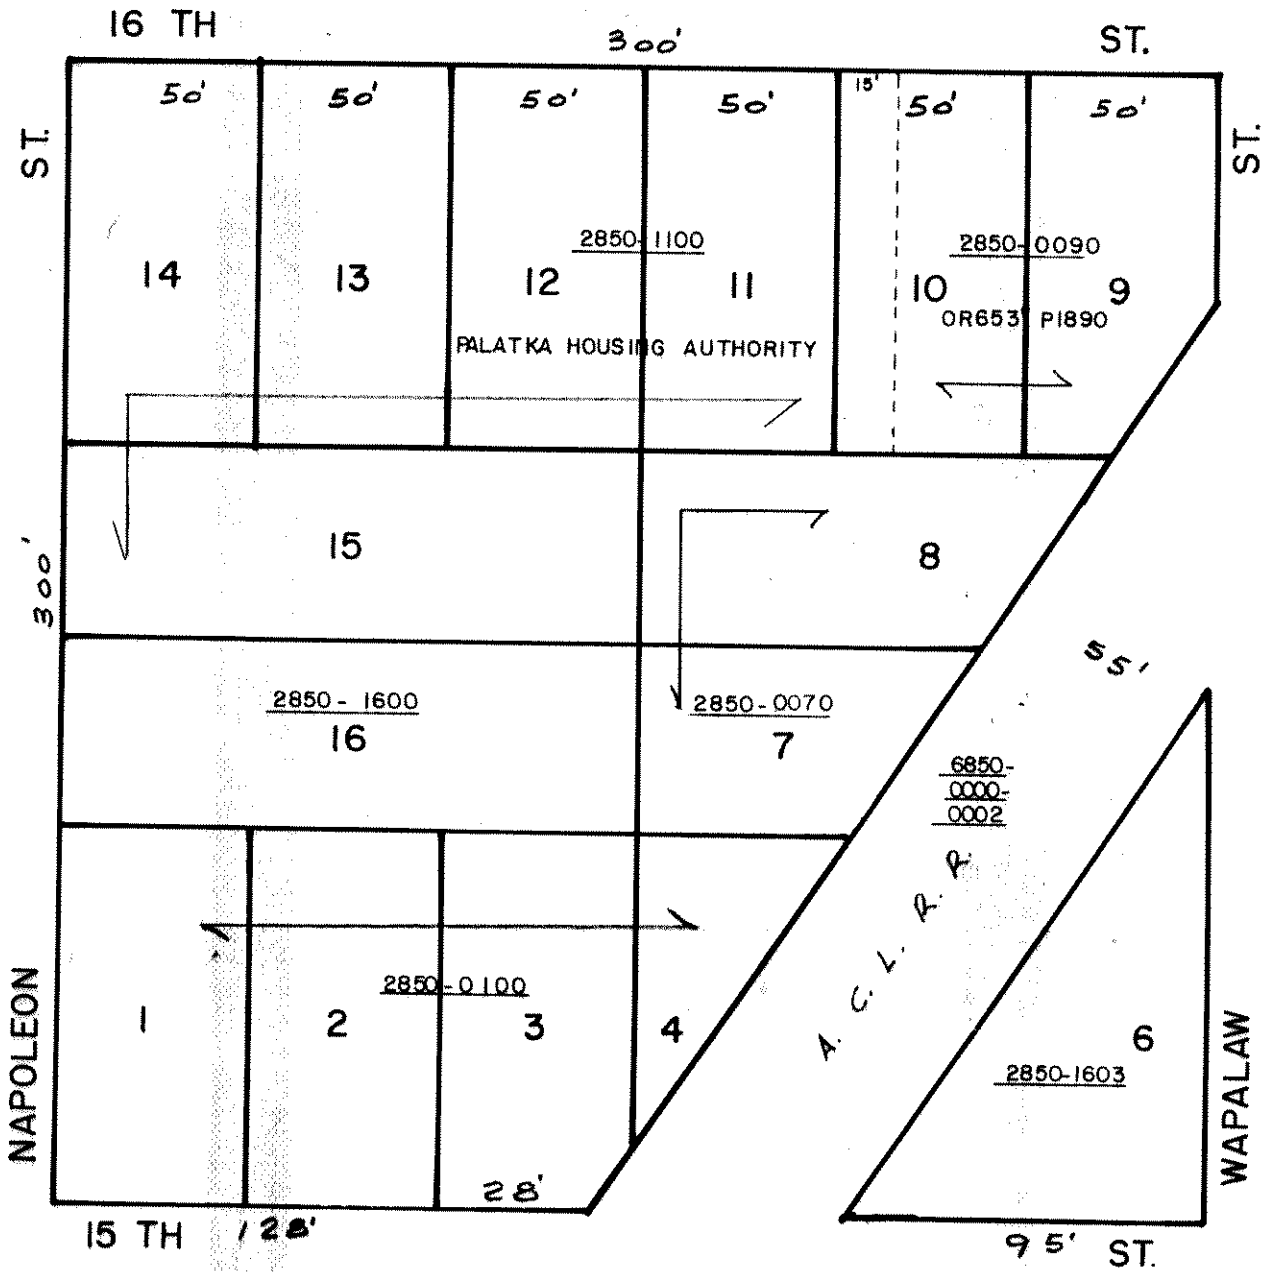 16 TH 300' ST.
50' 50' 50' 50' 15' 50' 50'
ST. ST.
2850-1100 2850-0090
14 13 12 11 10 9
OR653 P1890
PALATKA HOUSING AUTHORITY
15 8
300'
55'
2850-1600 2850-0070
16 7
6850-
0000-
0002
A. C. L. R. R.
2850-0100
1 2 3 4 6
2850-1603
NAPOLEON WAPALAW
28'
15 TH 128' 95' ST.